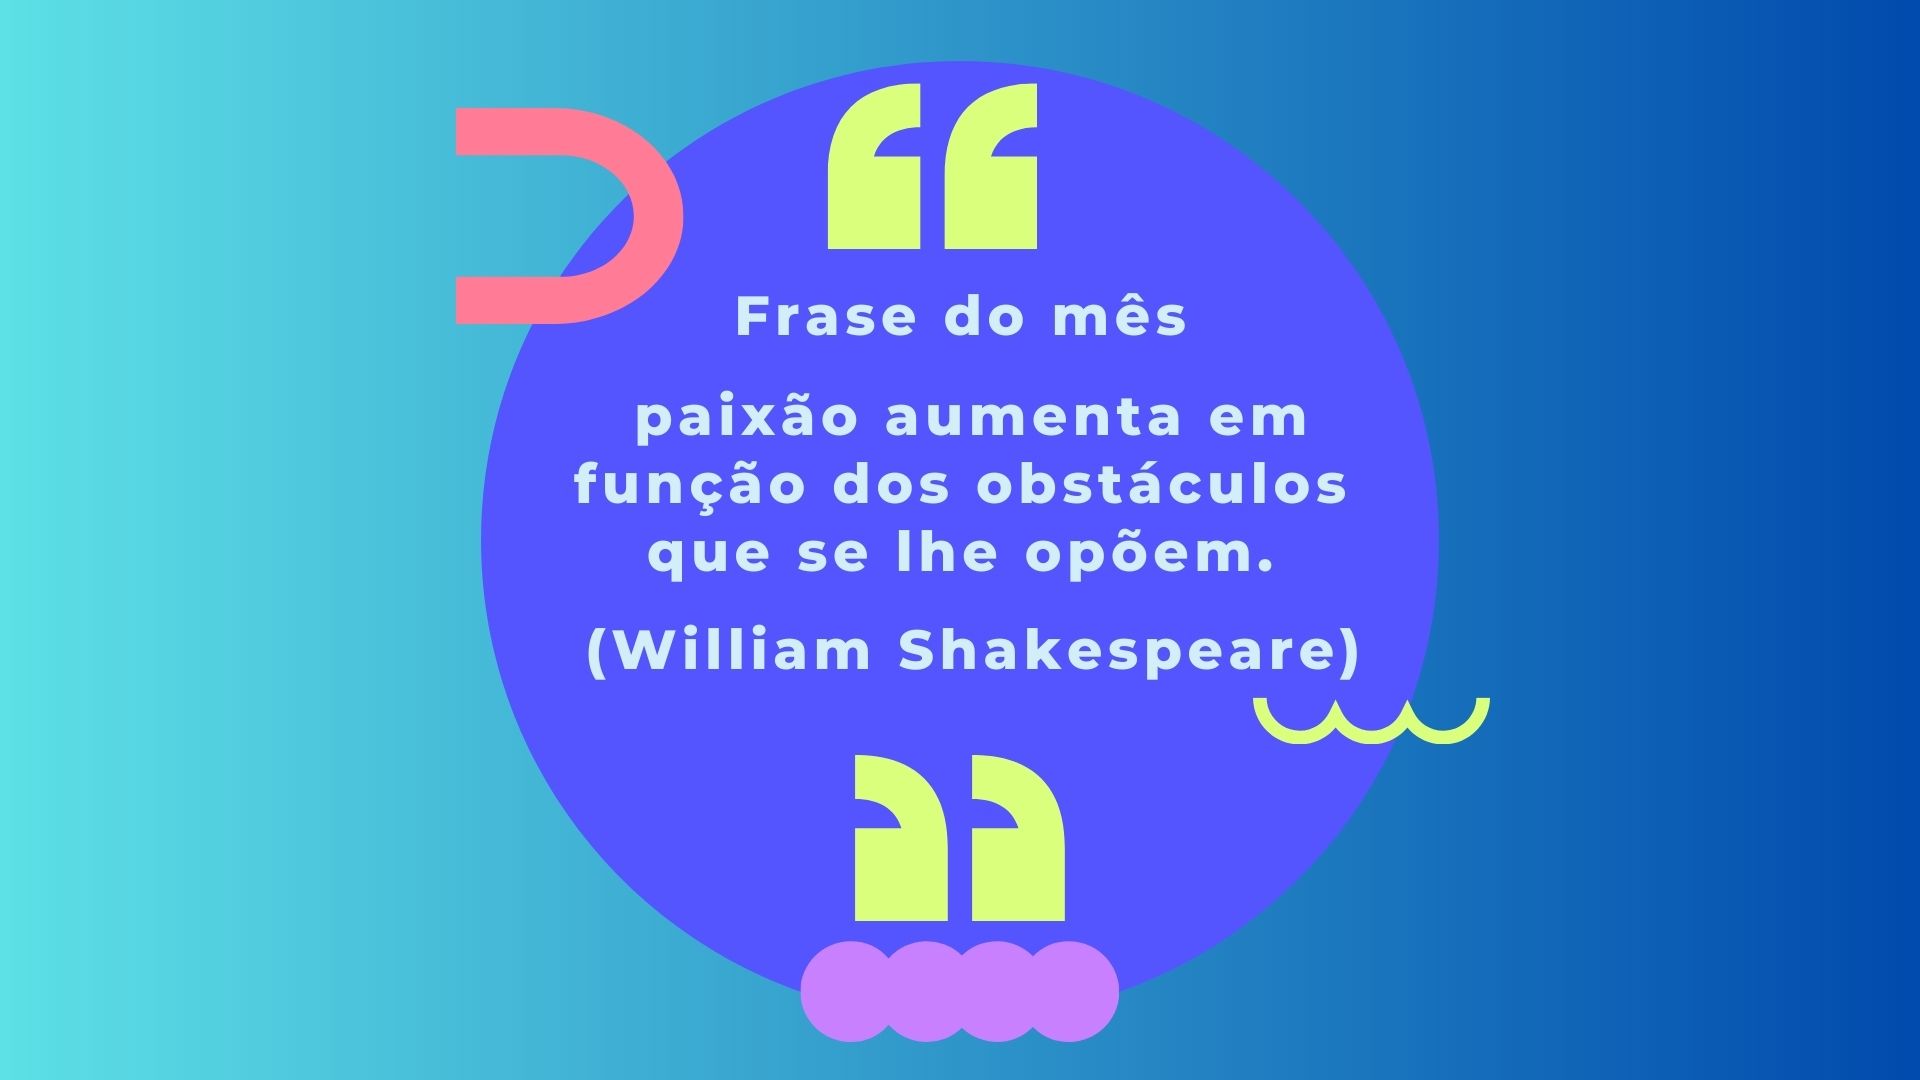 Frase do mês
paixão aumenta em
função dos obstáculos
que se lhe opõem.
(William Shakespeare)